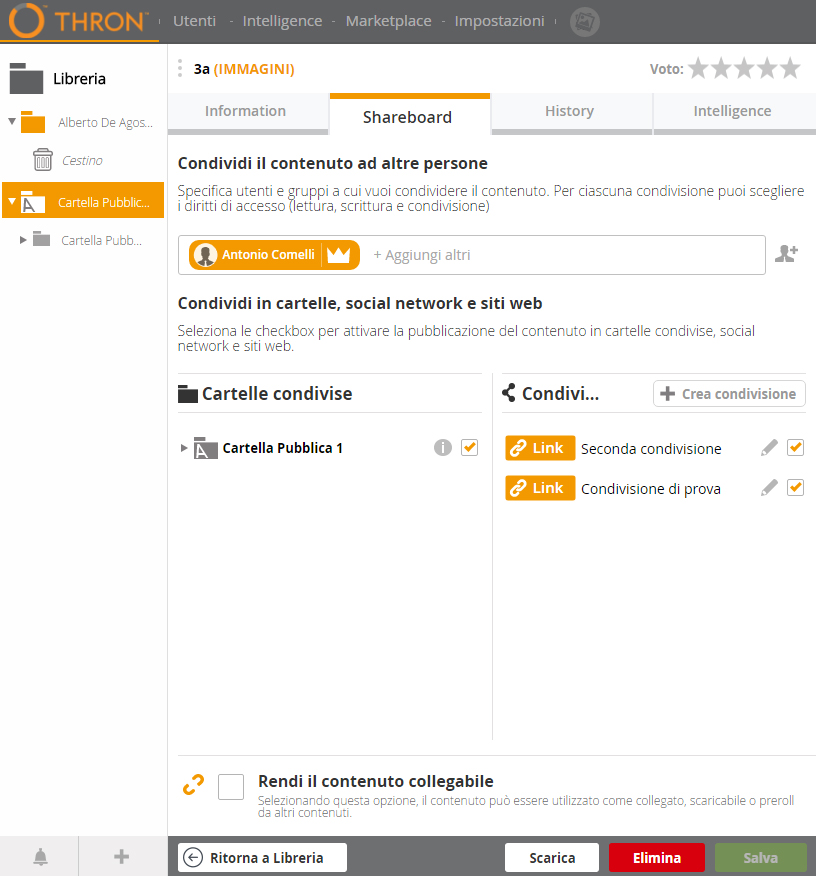 THRON™ Utenti - Intelligence - Marketplace - Impostazioni
Libreria
Alberto De Agos...
Cestino
Cartella Pubblic...
Cartella Pubb...
3a (IMMAGINI)
Voto:
Information
Shareboard
History
Intelligence
Condividi il contenuto ad altre persone
Specifica utenti e gruppi a cui vuoi condividere il contenuto. Per ciascuna condivisione puoi scegliere
i diritti di accesso (lettura, scrittura e condivisione)
Antonio Comelli
+ Aggiungi altri
Condividi in cartelle, social network e siti web
Seleziona le checkbox per attivare la pubblicazione del contenuto in cartelle condivise, social
network e siti web.
Cartelle condivise
A Cartella Pubblica 1
Condivi...
Crea condivisione
Link Seconda condivisione
Link Condivisione di prova
Rendi il contenuto collegabile
Selezionando questa opzione, il contenuto può essere utilizzato come collegato, scaricabile o preroll
da altri contenuti.
Ritorna a Libreria
Scarica
Elimina
Salva